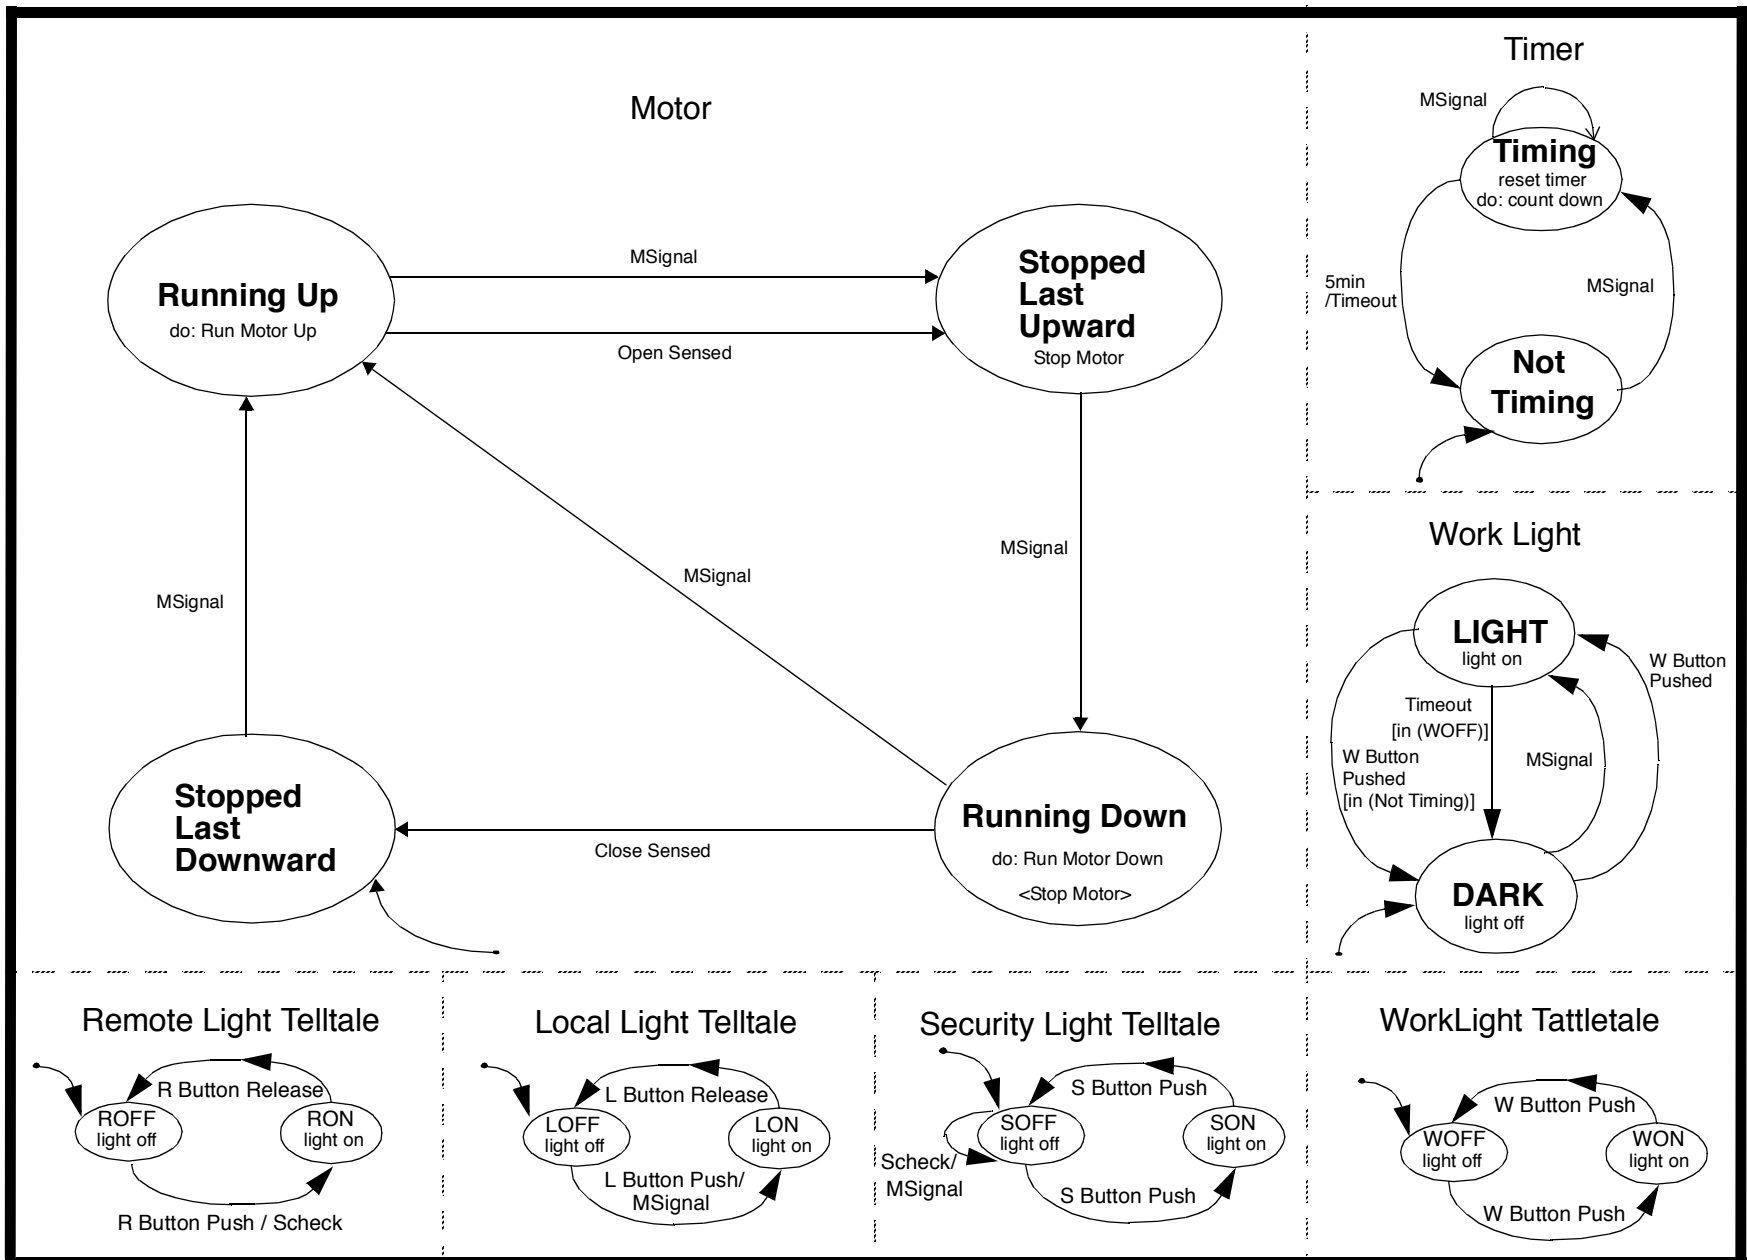 Motor
Running Up
do: Run Motor Up
MSignal
Open Sensed
Stopped
Last
Upward
Stop Motor
MSignal
MSignal
MSignal
Stopped
Last
Downward
Close Sensed
Running Down
do: Run Motor Down
<Stop Motor>
Timer
MSignal
Timing
reset timer
do: count down
5min
/Timeout
MSignal
Not
Timing
Work Light
LIGHT
light on
W Button
Pushed
Timeout
[in (WOFF)]
W Button
Pushed
[in (Not Timing)]
MSignal
DARK
light off
Remote Light Telltale
R Button Release
ROFF
light off
RON
light on
R Button Push / Scheck
Local Light Telltale
L Button Release
LOFF
light off
LON
light on
L Button Push/
MSignal
Security Light Telltale
S Button Push
SOFF
light off
SON
light on
Scheck/
MSignal
S Button Push
WorkLight Tattletale
W Button Push
WOFF
light off
WON
light on
W Button Push